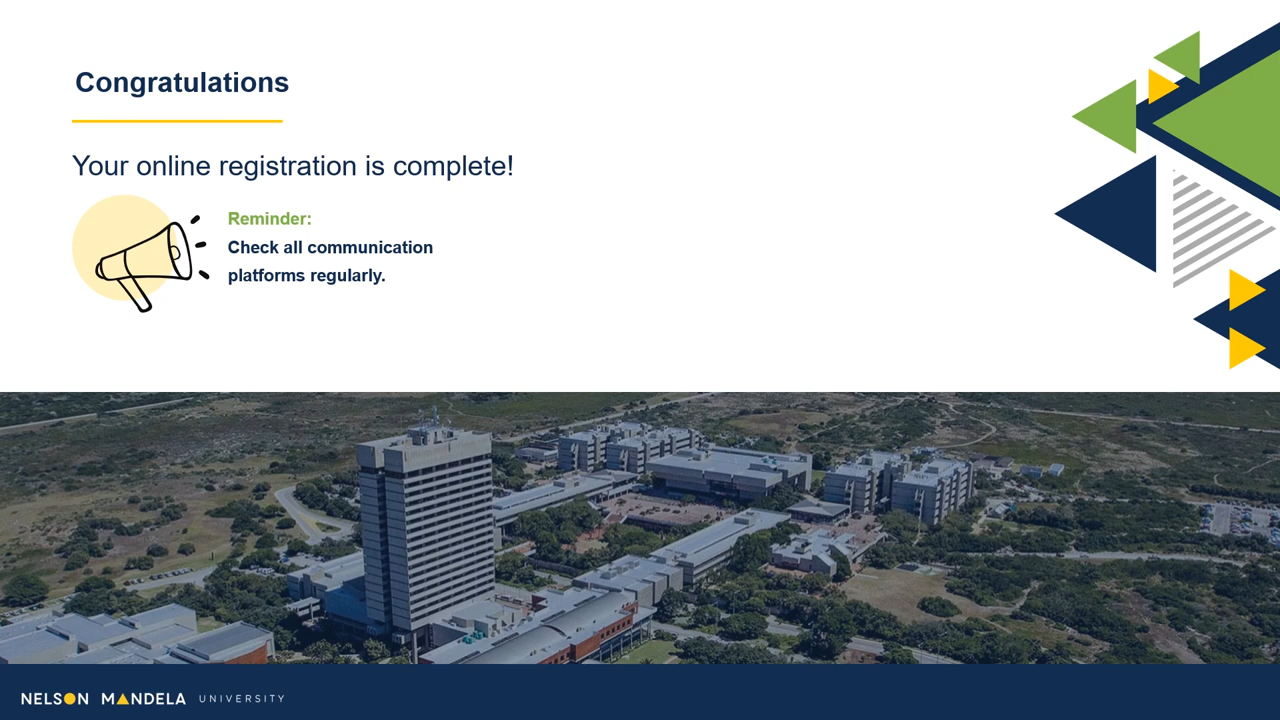 Congratulations
Your online registration is complete!
Reminder:
Check all communication
platforms regularly.
NELSON MANDELA UNIVERSITY